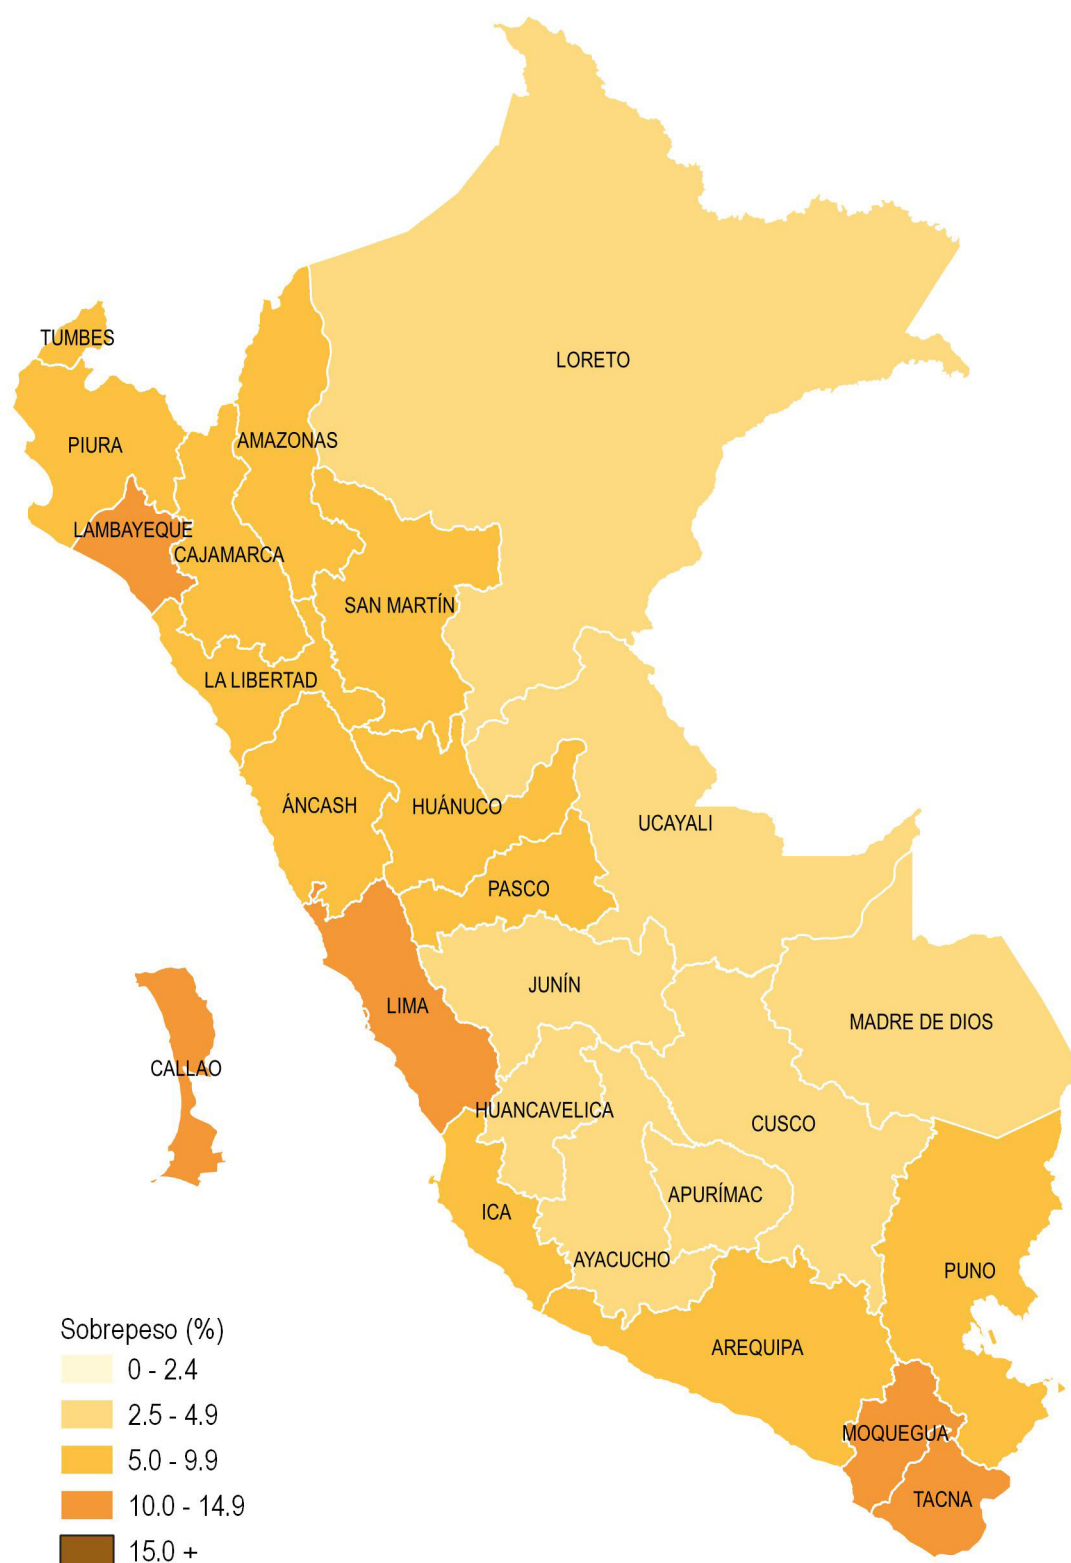 LORETO
TUMBES
PIURA
AMAZONAS
LAMBAYEQUE
CAJAMARCA
SAN MARTÍN
LA LIBERTAD
ÁNCASH
HUÁNUCO
UCAYALI
PASCO
JUNÍN
LIMA
MADRE DE DIOS
CALLAO
HUANCAVELICA
CUSCO
APURÍMAC
ICA
AYACUCHO
PUNO
AREQUIPA
MOQUEGUA
TACNA
Sobrepeso (%)
0 - 2.4
2.5 - 4.9
5.0 - 9.9
10.0 - 14.9
15.0 +